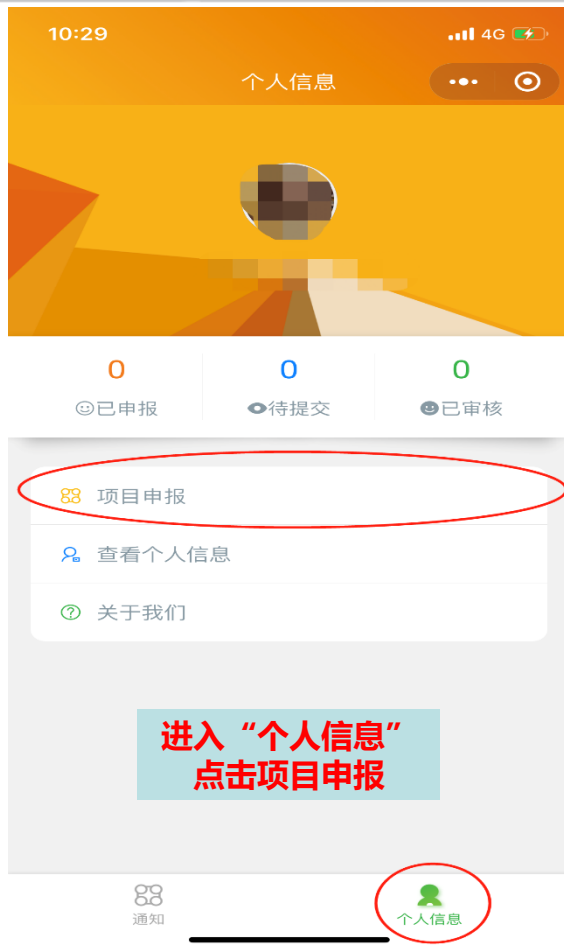 10:29
4G
个人信息
0
0
0
已申报
待提交
已审核
项目申报
查看个人信息
关于我们
进入“个人信息”
点击项目申报
通知
个人信息